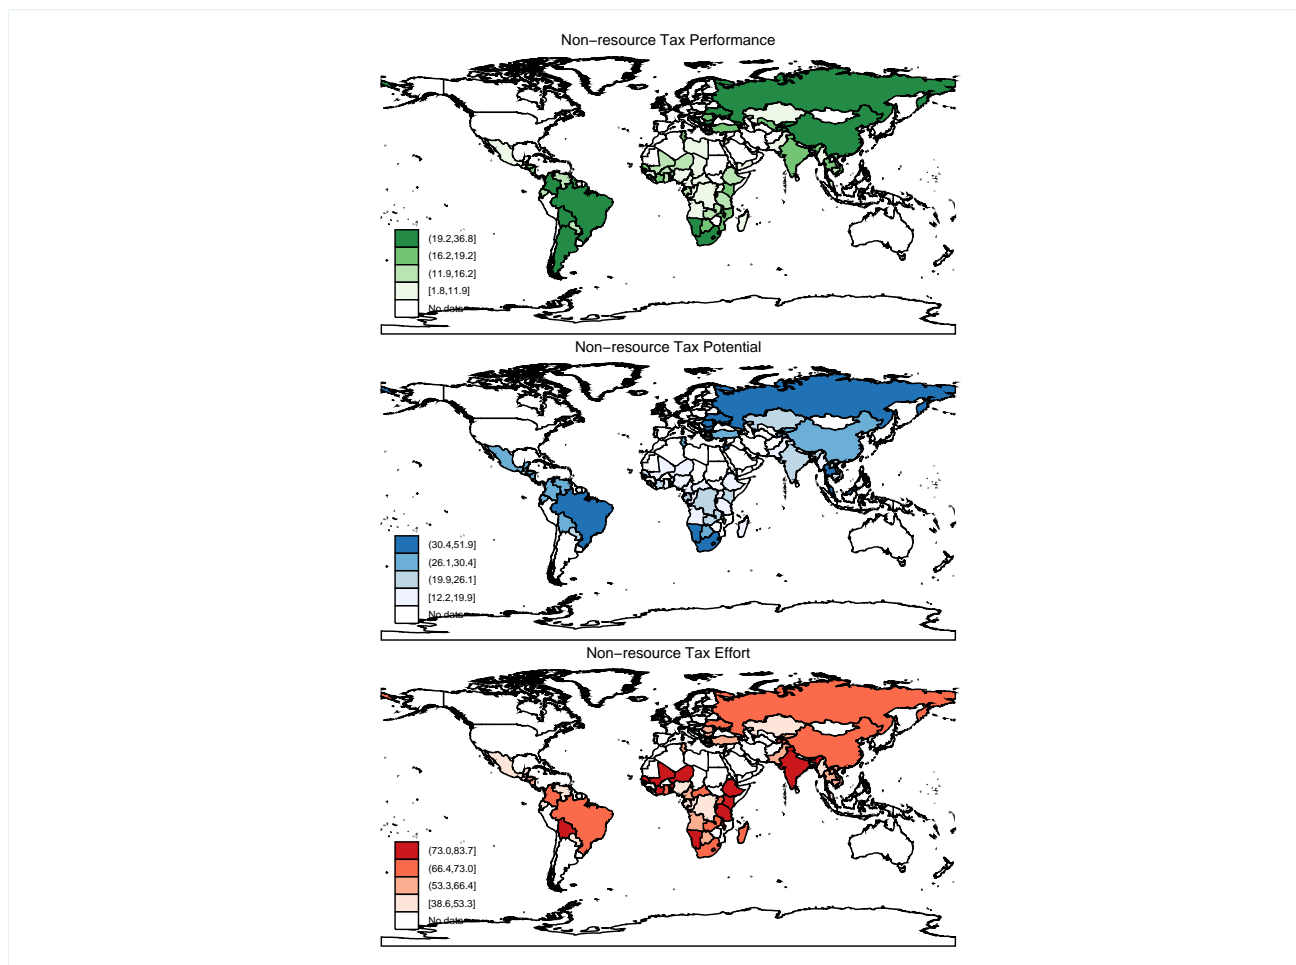 Non−resource Tax Performance
(19.2,36.8]
(16.2,19.2]
(11.9,16.2]
[1.8,11.9]
No data
Non−resource Tax Potential
(30.4,51.9]
(26.1,30.4]
(19.9,26.1]
[12.2,19.9]
No data
Non−resource Tax Effort
(73.0,83.7]
(66.4,73.0]
(53.3,66.4]
[38.6,53.3]
No data